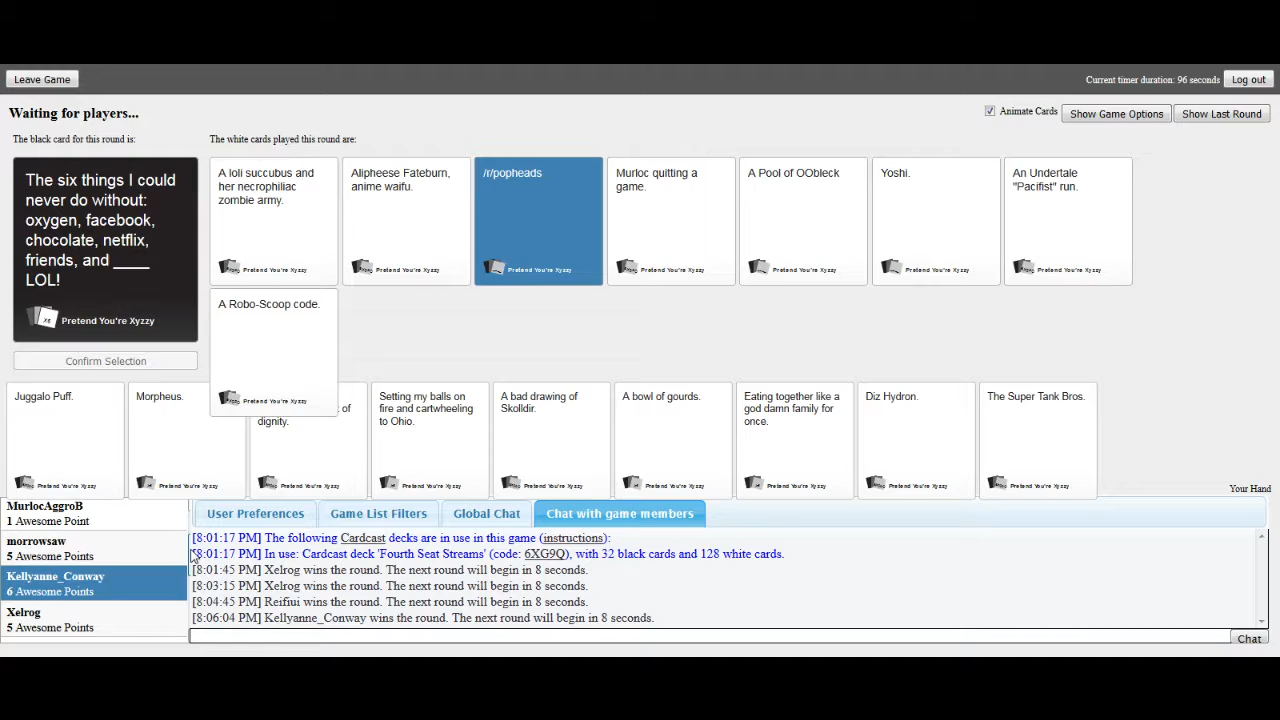 Leave Game
Current timer duration: 96 seconds
Log out
Waiting for players...
Animate Cards
Show Game Options
Show Last Round
The black card for this round is:
The white cards played this round are:
The six things I could
never do without:
oxygen, facebook,
chocolate, netflix,
friends, and ____
LOL!
Pretend You're Xyzzy
Confirm Selection
A loli succubus and
her necrophiliac
zombie army.
Pretend You're Xyzzy
Alipheese Fateburn,
anime waifu.
Pretend You're Xyzzy
/r/popheads
Pretend You're Xyzzy
Murloc quitting a
game.
Pretend You're Xyzzy
A Pool of OObleck
Pretend You're Xyzzy
Yoshi.
Pretend You're Xyzzy
An Undertale
"Pacifist" run.
Pretend You're Xyzzy
A Robo-Scoop code.
Pretend You're Xyzzy
Juggalo Puff.
Pretend You're Xyzzy
Morpheus.
Pretend You're Xyzzy
of
dignity.
Pretend You're Xyzzy
Setting my balls on
fire and cartwheeling
to Ohio.
Pretend You're Xyzzy
A bad drawing of
Skolldir.
Pretend You're Xyzzy
A bowl of gourds.
Pretend You're Xyzzy
Eating together like a
god damn family for
once.
Pretend You're Xyzzy
Diz Hydron.
Pretend You're Xyzzy
The Super Tank Bros.
Pretend You're Xyzzy
Your Hand
MurlocAggroB
1 Awesome Point
morrowsaw
5 Awesome Points
Kellyanne_Conway
6 Awesome Points
Xelrog
5 Awesome Points
User Preferences
Game List Filters
Global Chat
Chat with game members
[8:01:17 PM] The following Cardcast decks are in use in this game (instructions):
[8:01:17 PM] In use: Cardcast deck 'Fourth Seat Streams' (code: 6XG9Q), with 32 black cards and 128 white cards.
[8:01:45 PM] Xelrog wins the round. The next round will begin in 8 seconds.
[8:03:15 PM] Xelrog wins the round. The next round will begin in 8 seconds.
[8:04:45 PM] Reifiui wins the round. The next round will begin in 8 seconds.
[8:06:04 PM] Kellyanne_Conway wins the round. The next round will begin in 8 seconds.
Chat